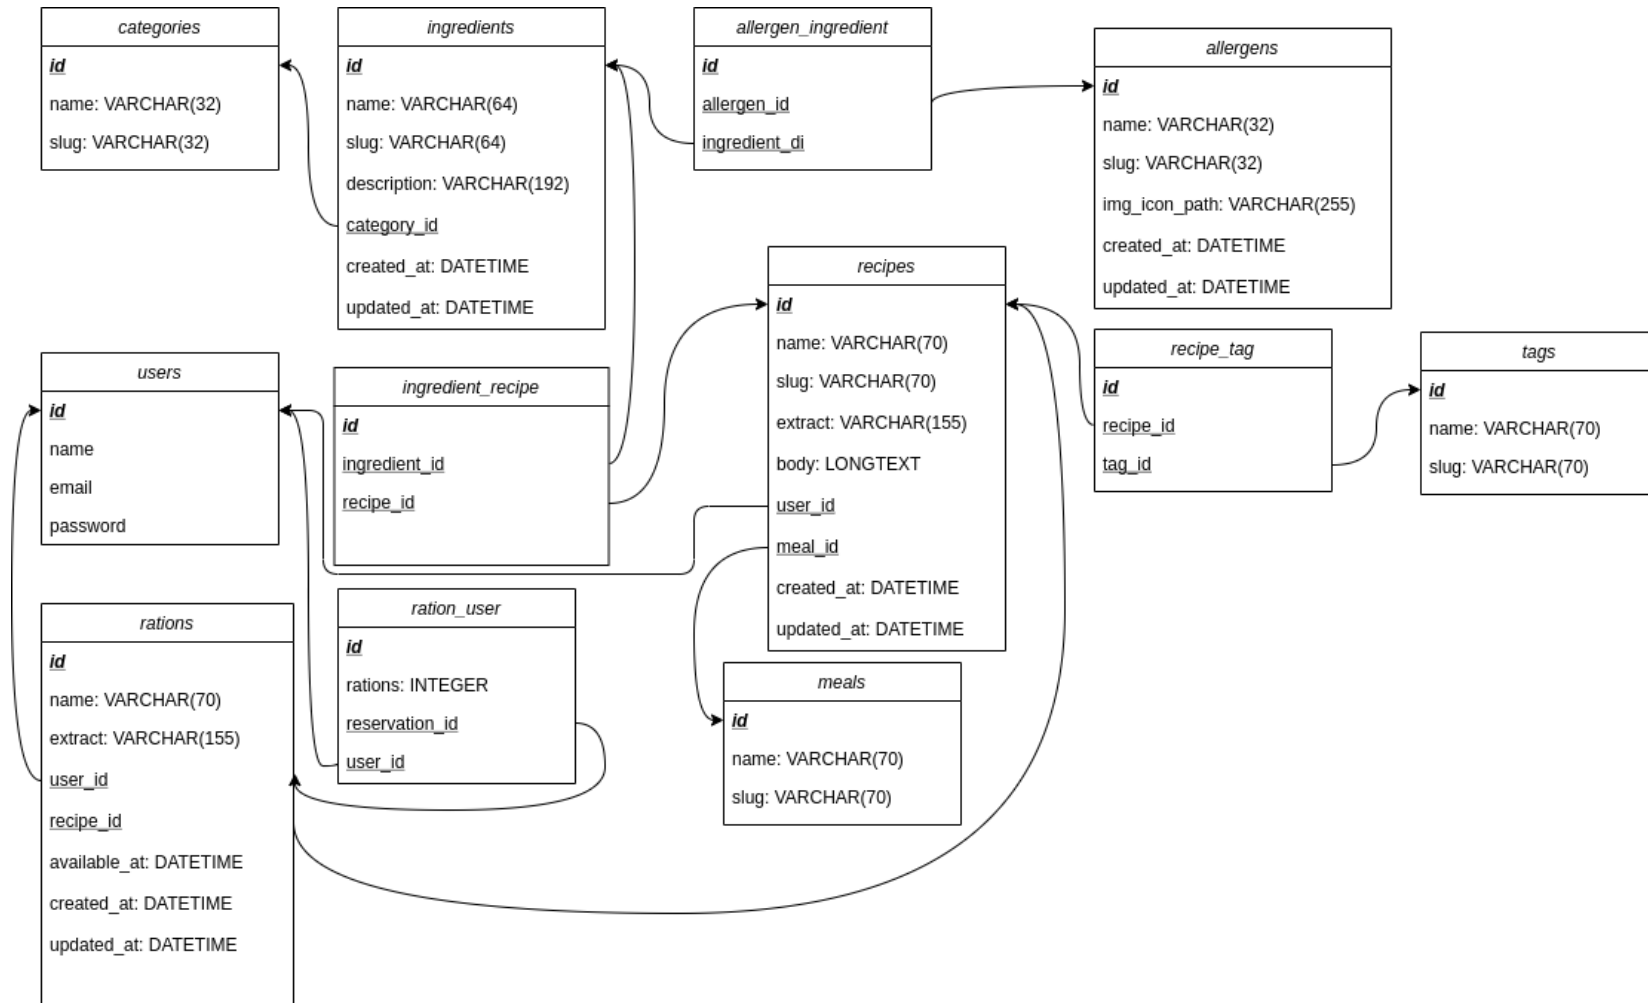 categories
id
name: VARCHAR(32)
slug: VARCHAR(32)
ingredients
id
name: VARCHAR(64)
slug: VARCHAR(64)
description: VARCHAR(192)
category_id
created_at: DATETIME
updated_at: DATETIME
allergen_ingredient
id
allergen_id
ingredient_di
allergens
id
name: VARCHAR(32)
slug: VARCHAR(32)
img_icon_path: VARCHAR(255)
created_at: DATETIME
updated_at: DATETIME
users
id
name
email
password
ingredient_recipe
id
ingredient_id
recipe_id
recipes
id
name: VARCHAR(70)
slug: VARCHAR(70)
extract: VARCHAR(155)
body: LONGTEXT
user_id
meal_id
created_at: DATETIME
updated_at: DATETIME
recipe_tag
id
recipe_id
tag_id
tags
id
name: VARCHAR(70)
slug: VARCHAR(70)
rations
id
name: VARCHAR(70)
extract: VARCHAR(155)
user_id
recipe_id
available_at: DATETIME
created_at: DATETIME
updated_at: DATETIME
ration_user
id
rations: INTEGER
reservation_id
user_id
meals
id
name: VARCHAR(70)
slug: VARCHAR(70)